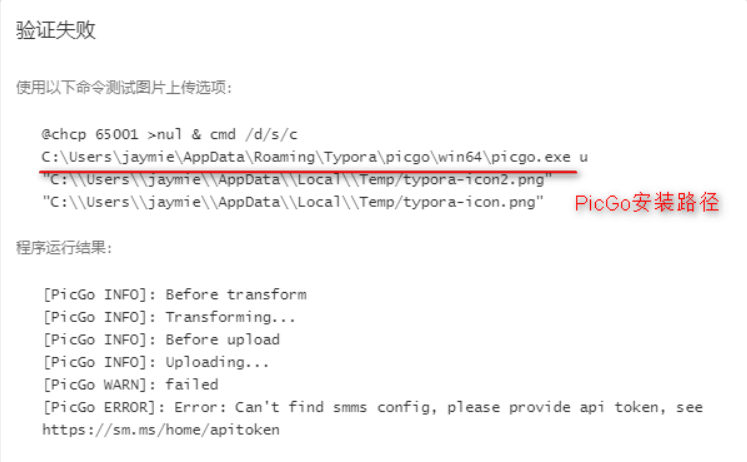 验证失败
使用以下命令测试图片上传选项:
@chcp 65001 >nul & cmd /d/s/c
C:\Users\jaymie\AppData\Roaming\Typora\picgo\win64\picgo.exe u
"C:\\Users\\jaymie\\AppData\\Local\\Temp/typora-icon2.png"
"C:\\Users\\jaymie\\AppData\\Local\\Temp/typora-icon.png"
PicGo安装路径
程序运行结果:
[PicGo INFO]: Before transform
[PicGo INFO]: Transforming...
[PicGo INFO]: Before upload
[PicGo INFO]: Uploading...
[PicGo WARN]: failed
[PicGo ERROR]: Error: Can't find smms config, please provide api token, see
https://sm.ms/home/apitoken